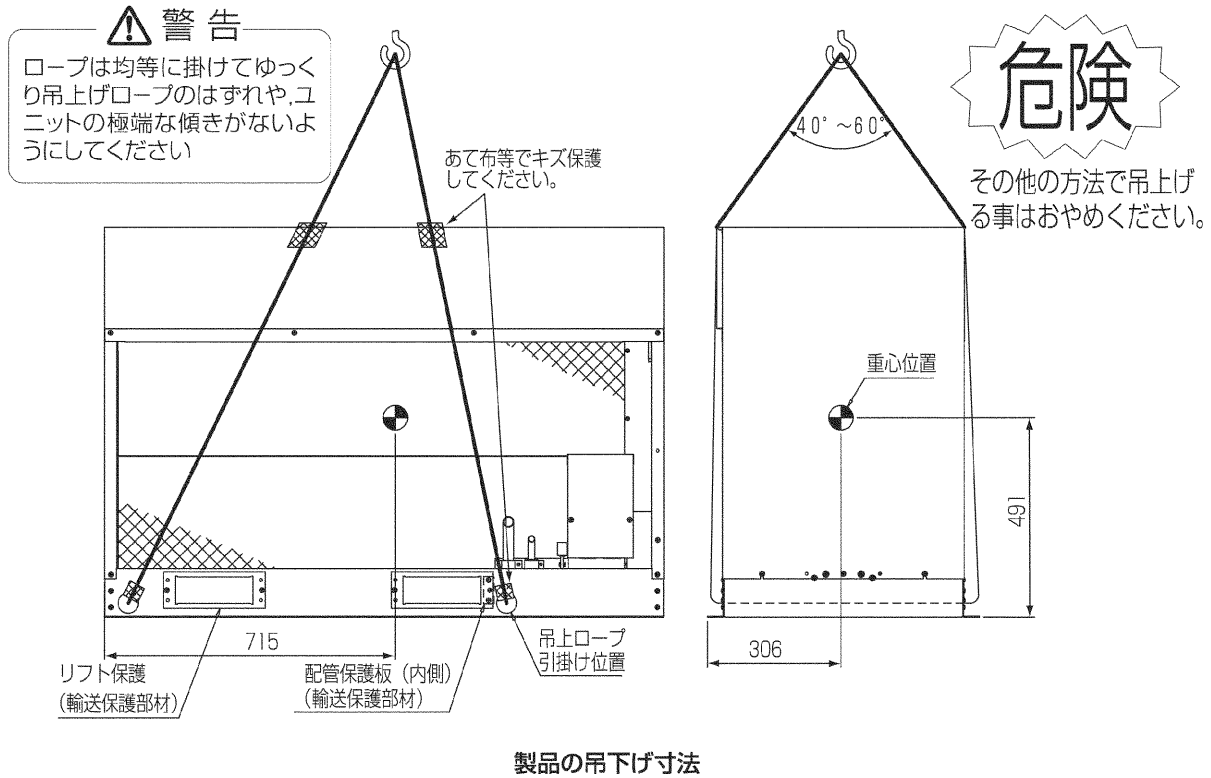 警告
ロープは均等に掛けてゆっく
り吊上げロープのはずれや,ユ
ニットの極端な傾きがないよ
うにしてください
あて布等でキズ保護
してください。
40°~60°
危険
その他の方法で吊上げ
る事はおやめください。
重心位置
491
715
306
リフト保護
(輸送保護部材)
配管保護板(内側)
(輸送保護部材)
吊上ロープ
引掛け位置
製品の吊下げ寸法